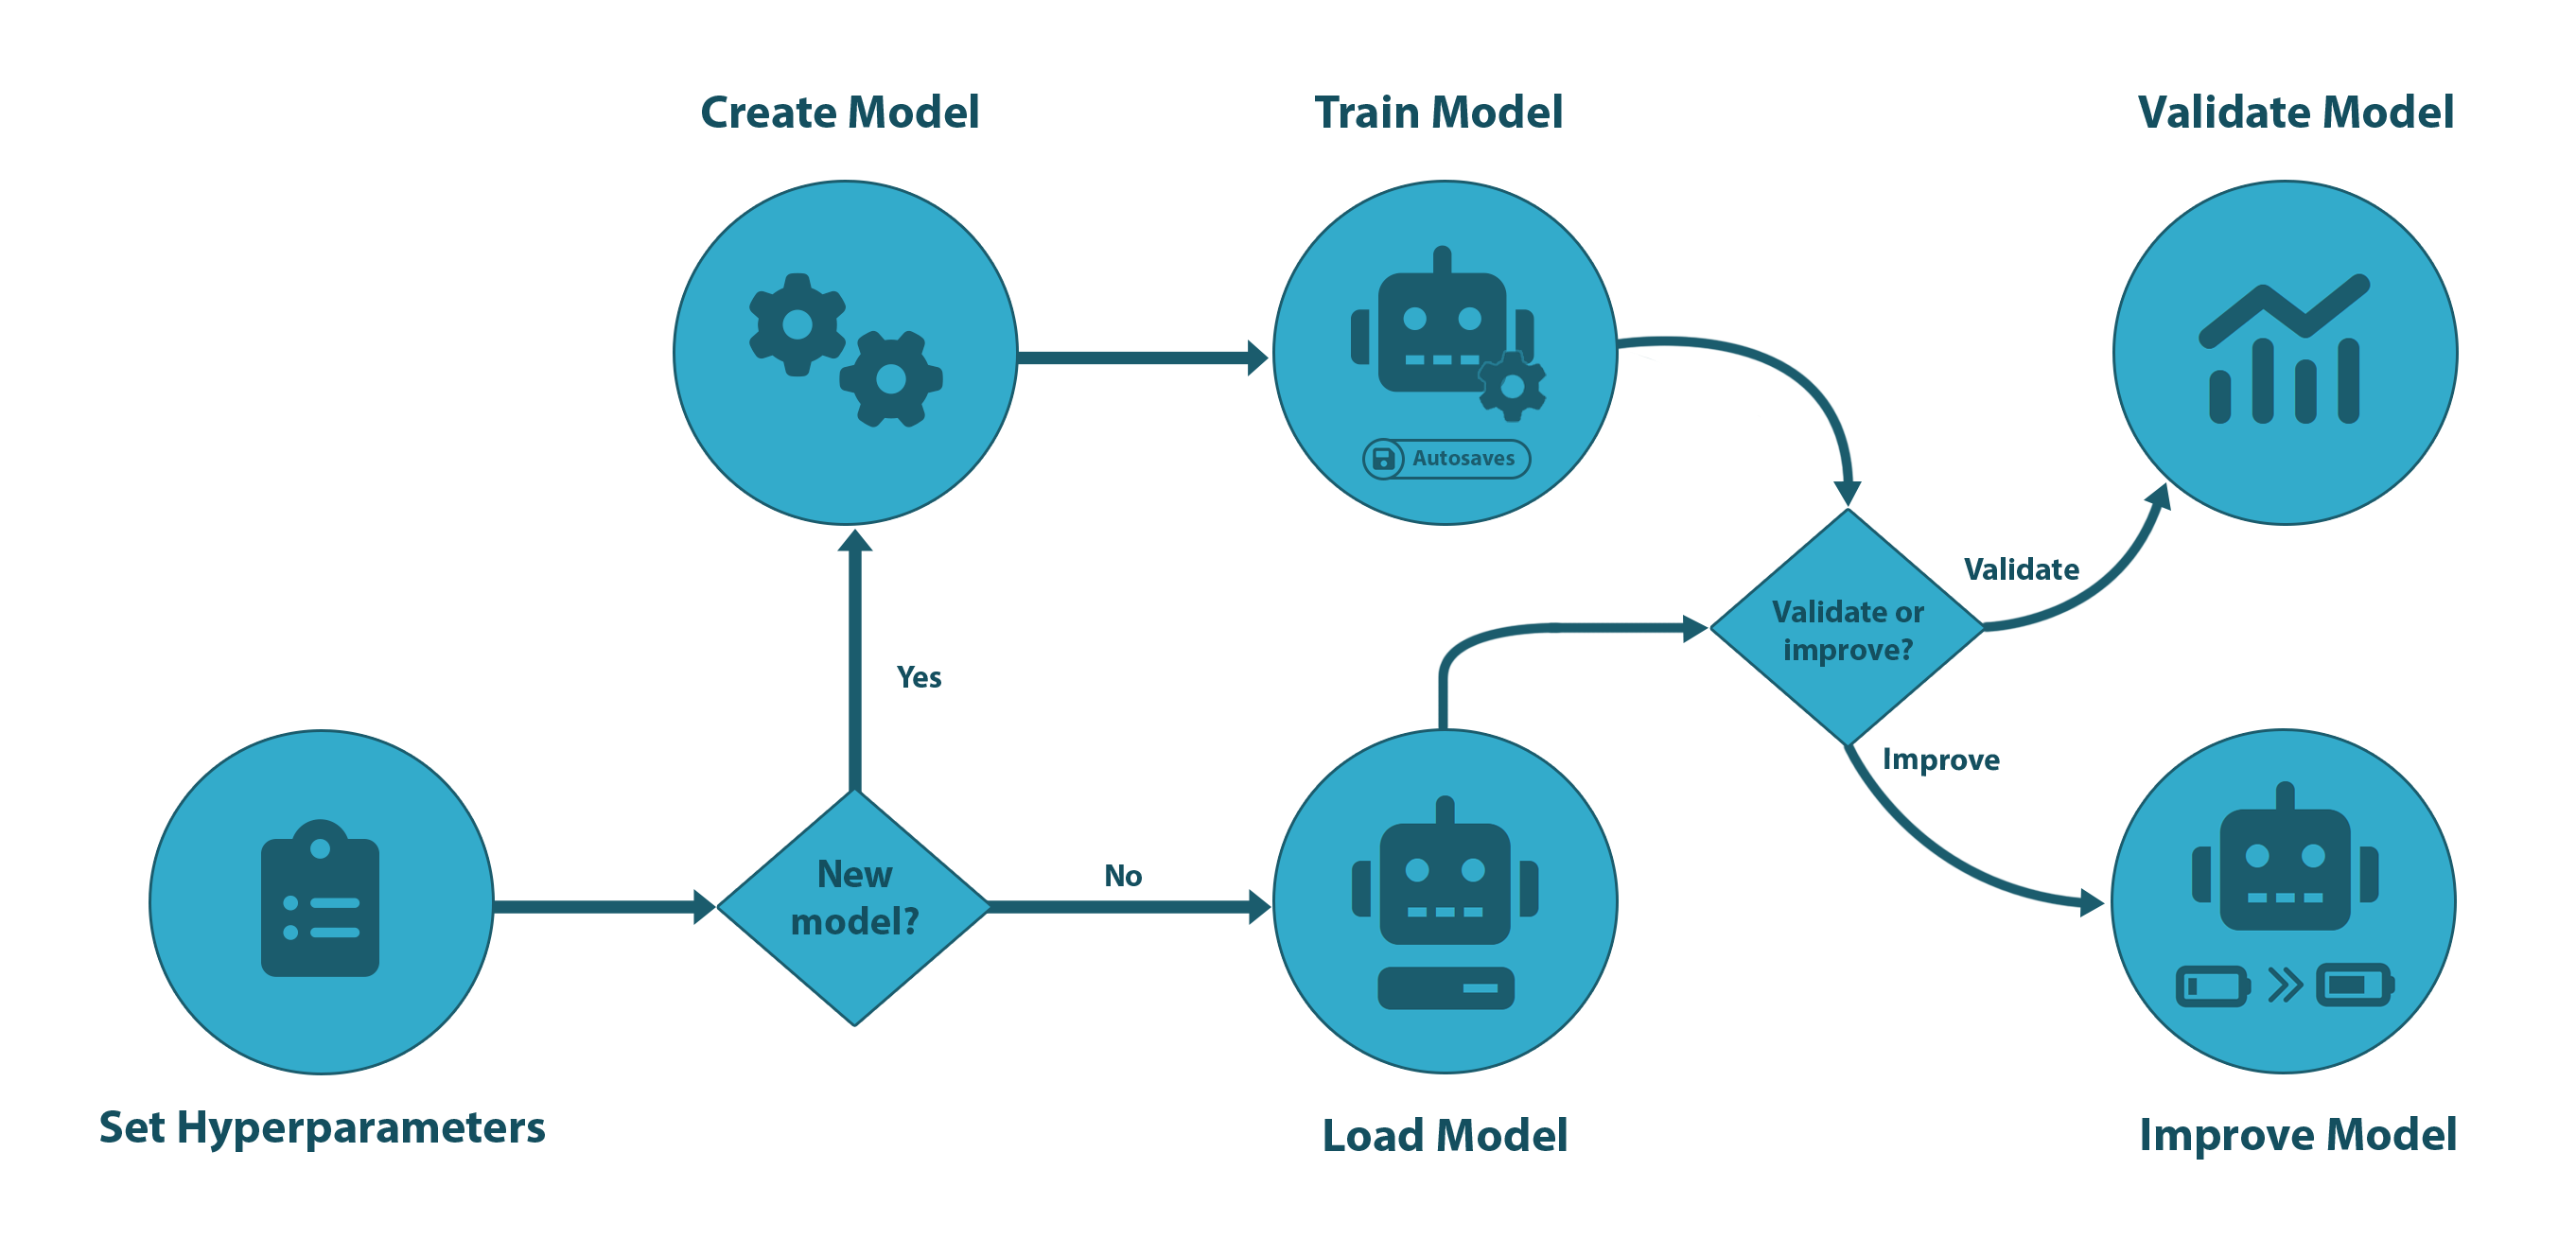 Create Model
Train Model
Validate Model
Autosaves
Validate
Validate or
improve?
Yes
Improve
New
model?
No
Set Hyperparameters
Load Model
Improve Model